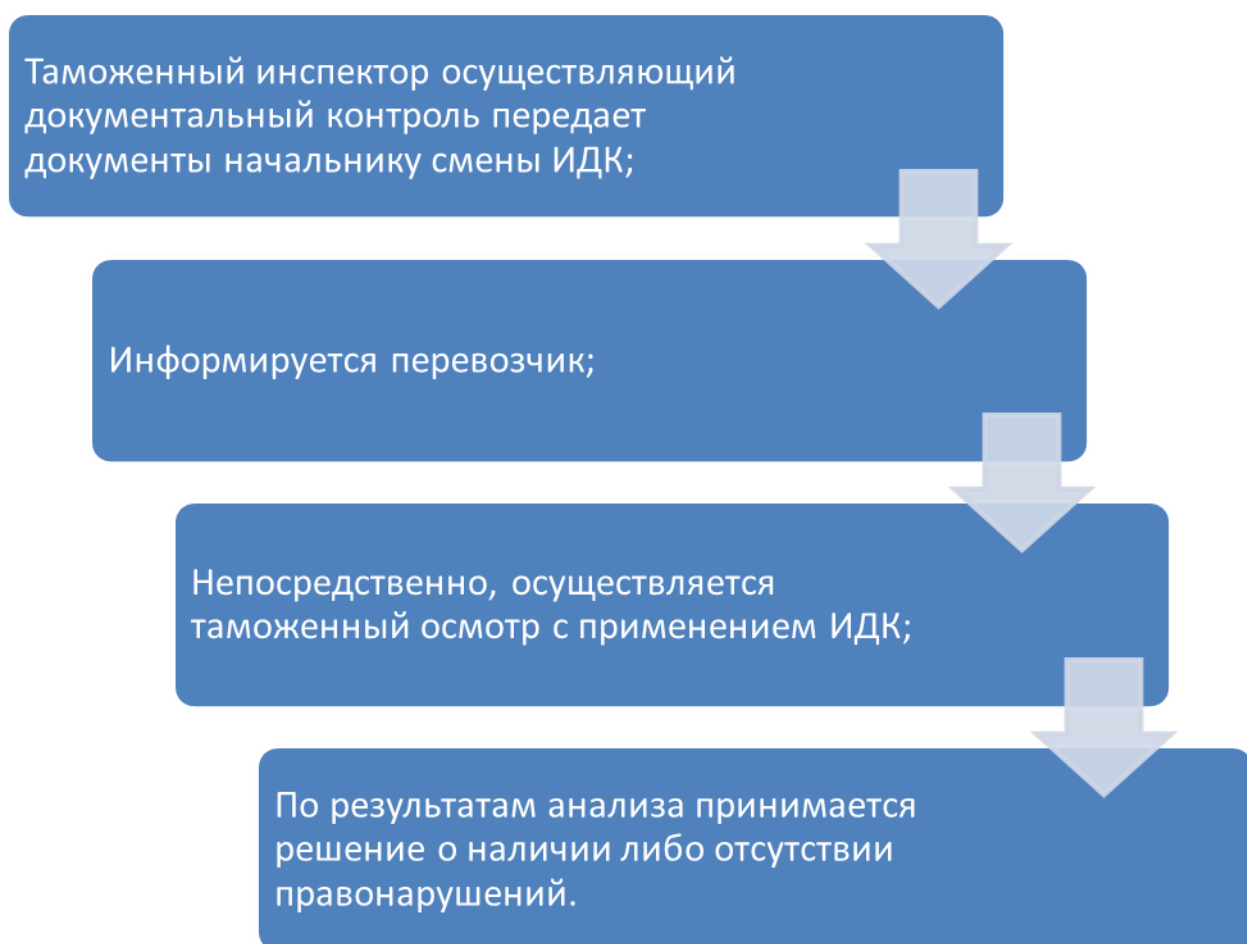 Таможенный инспектор осуществляющий
документальный контроль передает
документы начальнику смены ИДК;
Информируется перевозчик;
Непосредственно, осуществляется
таможенный осмотр с применением ИДК;
По результатам анализа принимается
решение о наличии либо отсутствии
правонарушений.